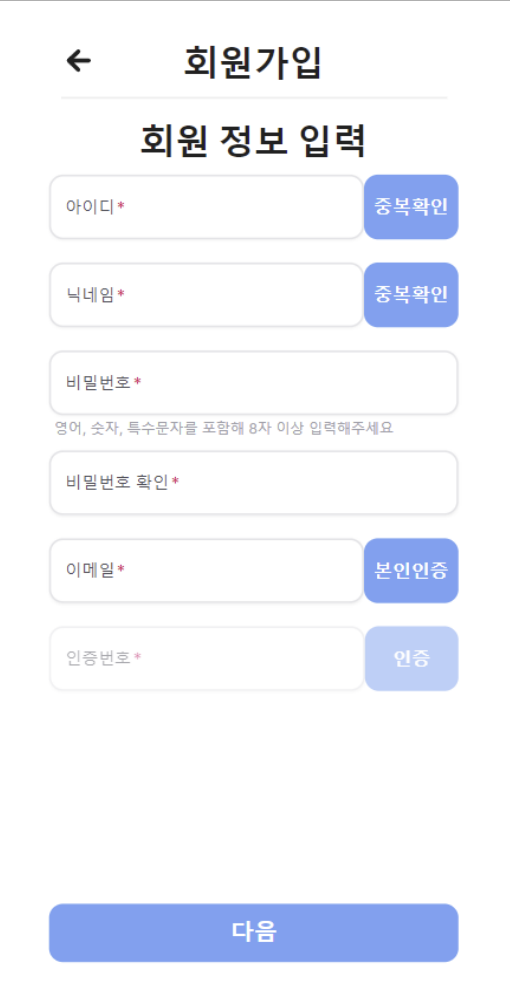 회원가입
회원 정보 입력
아이디* 중복확인
닉네임* 중복확인
비밀번호*
영어, 숫자, 특수문자를 포함해 8자 이상 입력해주세요
비밀번호 확인*
이메일* 본인인증
인증번호* 인증
다음